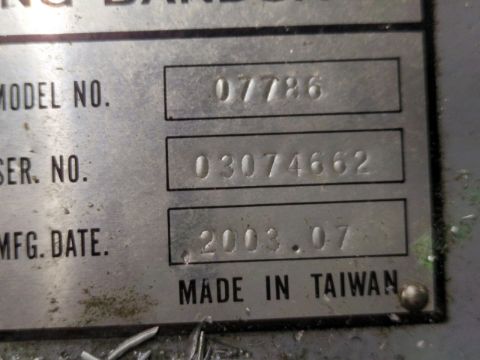 MODEL NO. 07786
SER. NO. 03074662
MFG. DATE. 2003.07
MADE IN TAIWAN